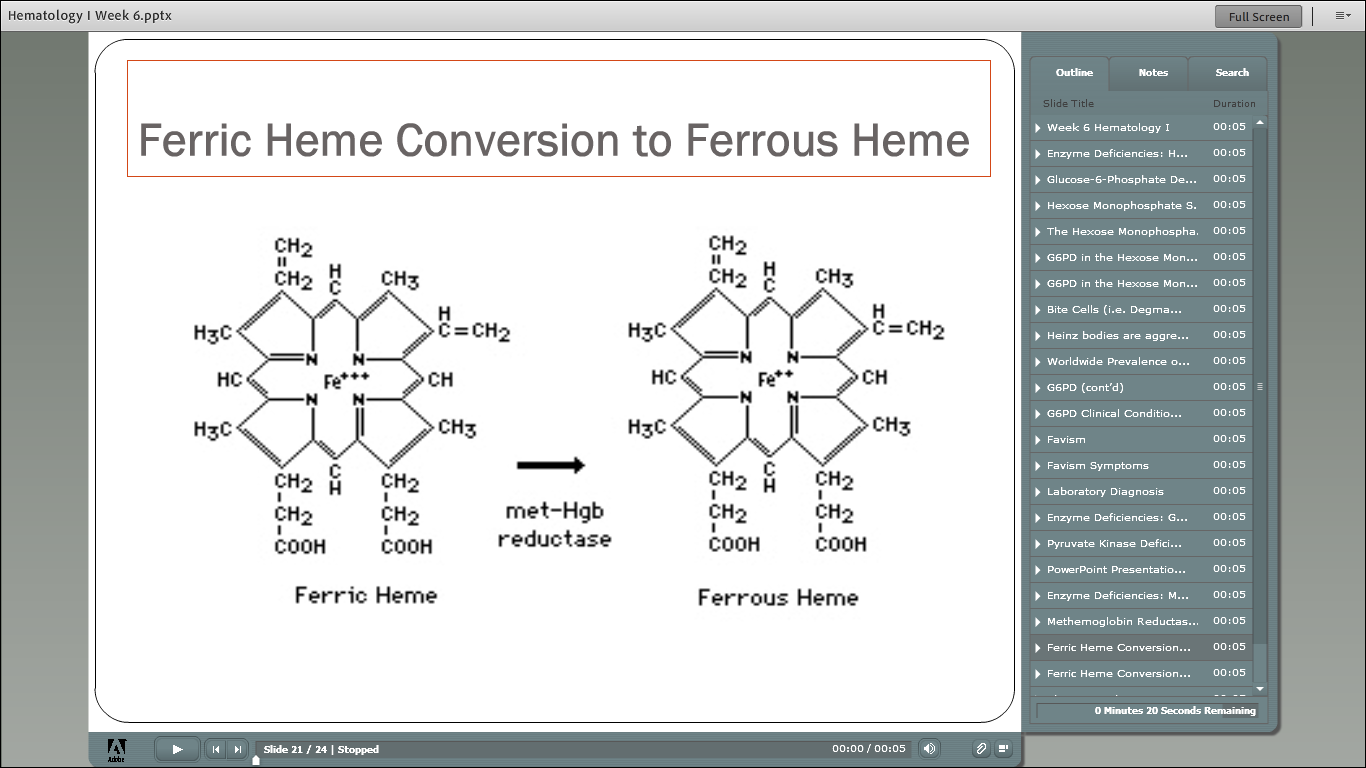 Hematology I Week 6.pptx
Full Screen
Ferric Heme Conversion to Ferrous Heme
CH2
CH2
H
C
CH3
H3C
H
C=CH2
N
N
HC
Fe+++
CH
N
N
H3C
CH3
CH2
C
H
CH2
CH2
CH2
COOH
COOH
Ferric Heme
met-Hgb
reductase
CH2
CH2
H
C
CH3
H3C
H
C=CH2
N
N
HC
Fe++
CH
N
N
H3C
CH3
CH2
C
H
CH2
CH2
CH2
COOH
COOH
Ferrous Heme
Outline
Notes
Search
Slide Title Duration
Week 6 Hematology I 00:05
Enzyme Deficiencies: H... 00:05
Glucose-6-Phosphate De... 00:05
Hexose Monophosphate S. 00:05
The Hexose Monophospha. 00:05
G6PD in the Hexose Mon... 00:05
G6PD in the Hexose Mon... 00:05
Bite Cells (i.e. Degma... 00:05
Heinz bodies are aggre... 00:05
Worldwide Prevalence o... 00:05
G6PD (cont'd) 00:05
G6PD Clinical Conditio... 00:05
Favism 00:05
Favism Symptoms 00:05
Laboratory Diagnosis 00:05
Enzyme Deficiencies: G... 00:05
Pyruvate Kinase Defici... 00:05
PowerPoint Presentatio... 00:05
Enzyme Deficiencies: M... 00:05
Methemoglobin Reductas... 00:05
Ferric Heme Conversion... 00:05
Ferric Heme Conversion... 00:05
0 Minutes 20 Seconds Remaining
Adobe
Slide 21 / 24 | Stopped
00:00 / 00:05